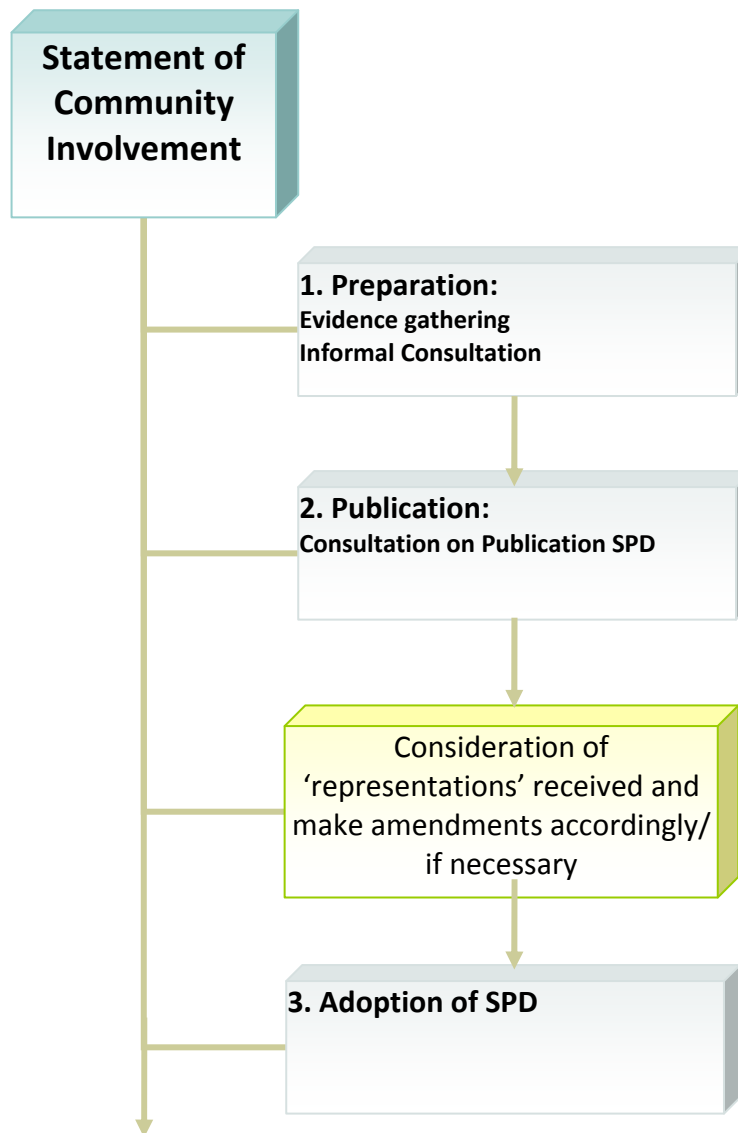 Statement of
Community
Involvement
1. Preparation:
Evidence gathering
Informal Consultation
2. Publication:
Consultation on Publication SPD
Consideration of
‘representations’ received and
make amendments accordingly/
if necessary
3. Adoption of SPD